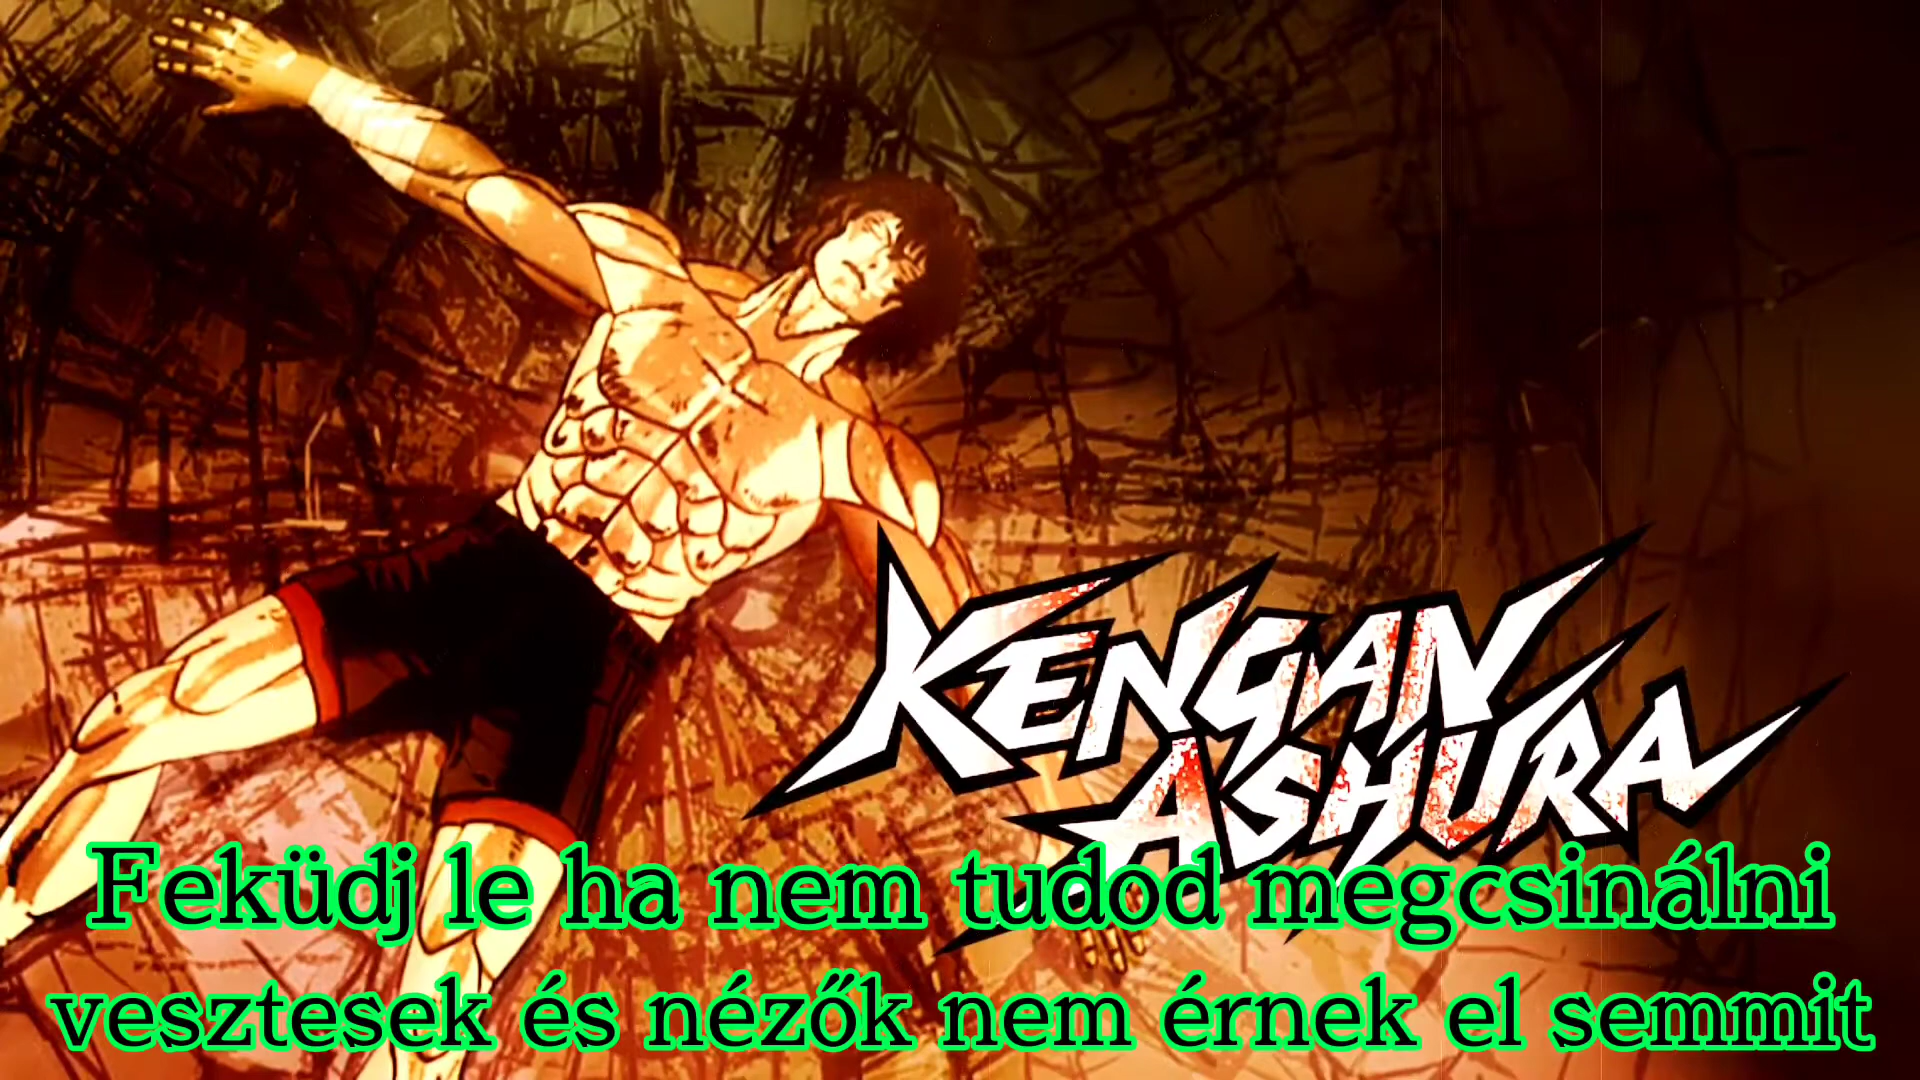 KENGAN
ASHURA
Feküdj le ha nem tudod megcsinálni
vesztesek és nézők nem érnek el semmit